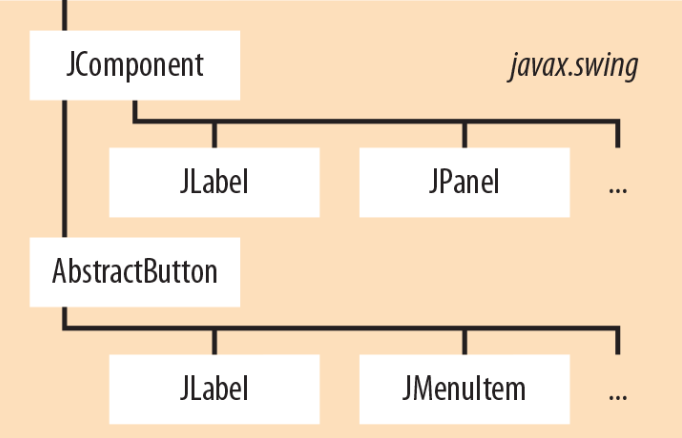 JComponent
javax.swing
JLabel
JPanel
...
AbstractButton
JLabel
JMenuItem
...